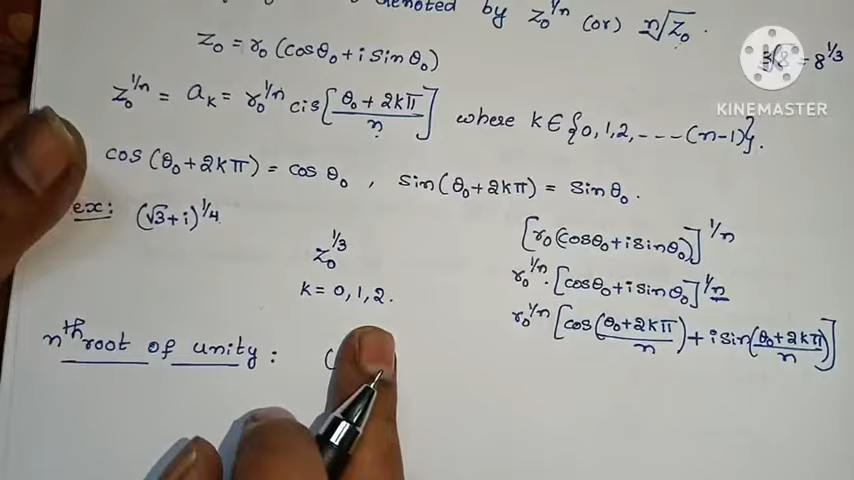 denoted by z₀^{1/n} (or) ⁿ√z₀.
z₀ = r₀ (cosθ₀ + i sinθ₀)
= 8^{1/3}
KINEMASTER
z₀^{1/n} = a_k = r₀^{1/n} cis[(θ₀ + 2kπ)/n] where k ∈ {0,1,2, ---- (n-1)}.
cos (θ₀ + 2kπ) = cos θ₀ , sin (θ₀ + 2kπ) = sin θ₀.
ex: (√3 + i)^{1/4}
z₀^{1/3}
k = 0, 1, 2.
[r₀ (cosθ₀ + i sinθ₀)]^{1/n}
r₀^{1/n} · [cosθ₀ + i sinθ₀]^{1/n}
r₀^{1/n} [cos((θ₀ + 2kπ)/n) + i sin((θ₀ + 2kπ)/n)]
nth root of unity : (